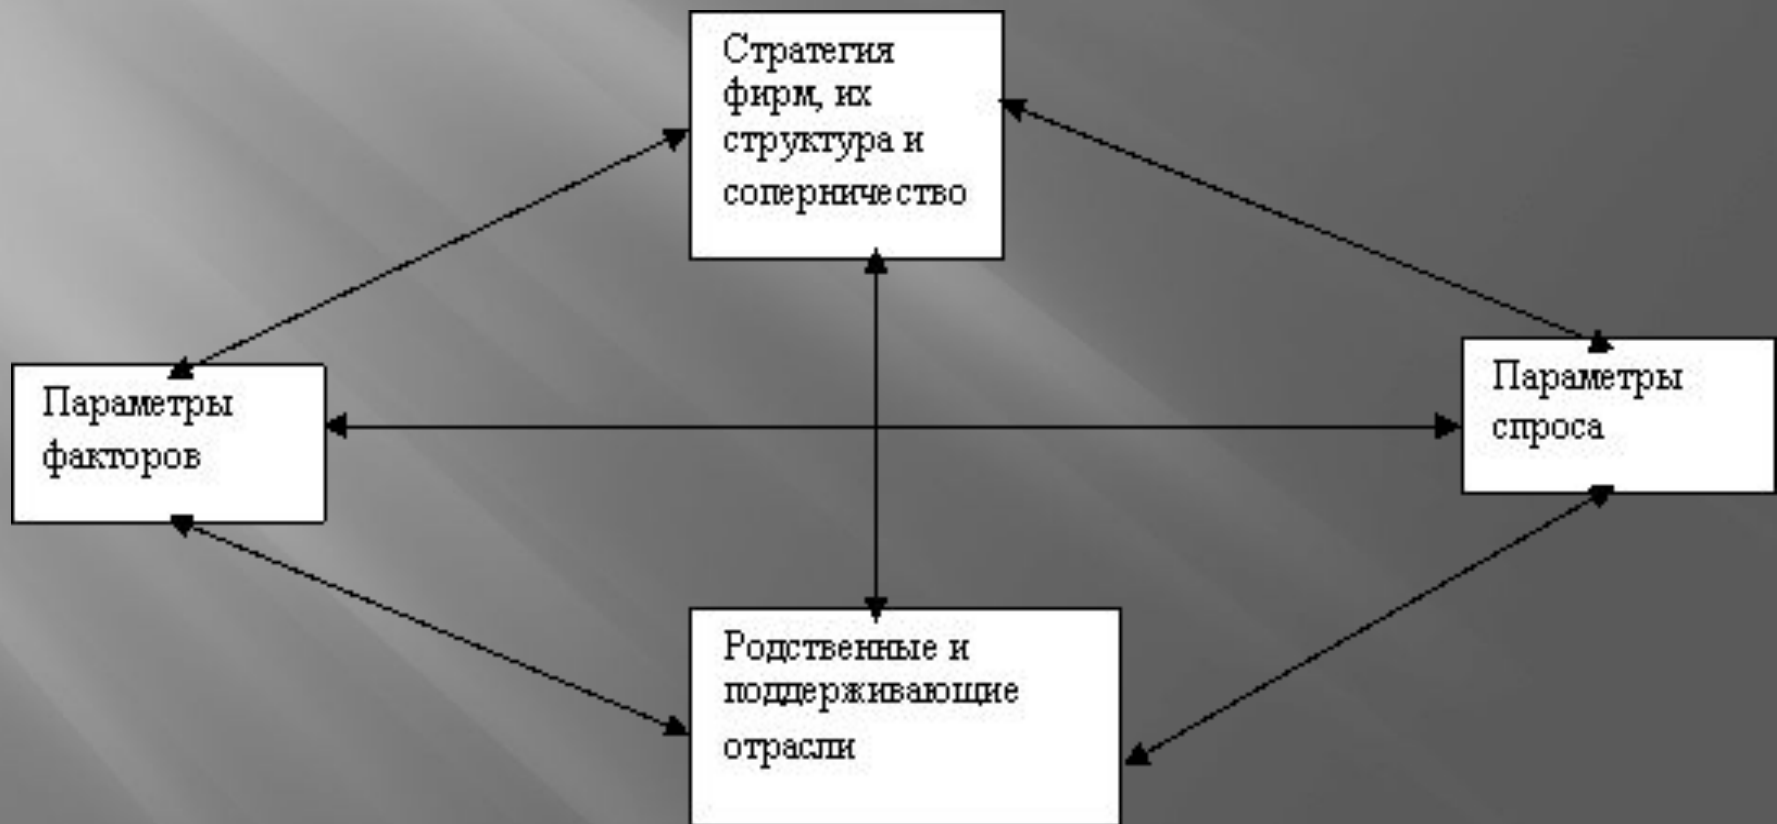 Стратегия
фирм, их
структура и
соперничество
Параметры
факторов
Параметры
спроса
Родственные и
поддерживающие
отрасли